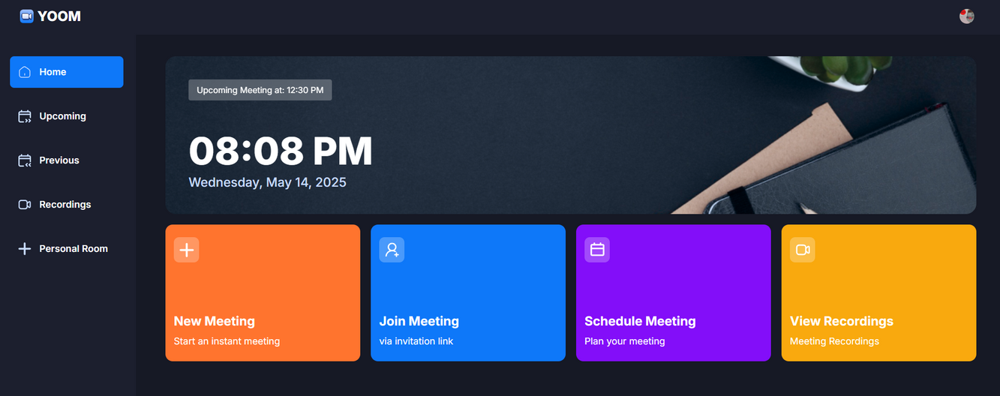 YOOM
Home
Upcoming
Previous
Recordings
Personal Room
Upcoming Meeting at: 12:30 PM
08:08 PM
Wednesday, May 14, 2025
New Meeting
Start an instant meeting
Join Meeting
via invitation link
Schedule Meeting
Plan your meeting
View Recordings
Meeting Recordings